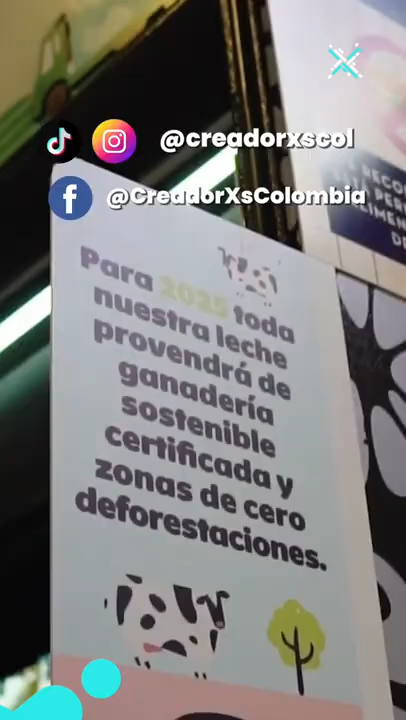 @creadorxscol
@CreadorXsColombia
Para 2025 toda
nuestra leche
provendrá de
ganadería
sostenible
certificada y
zonas de cero
deforestaciones.